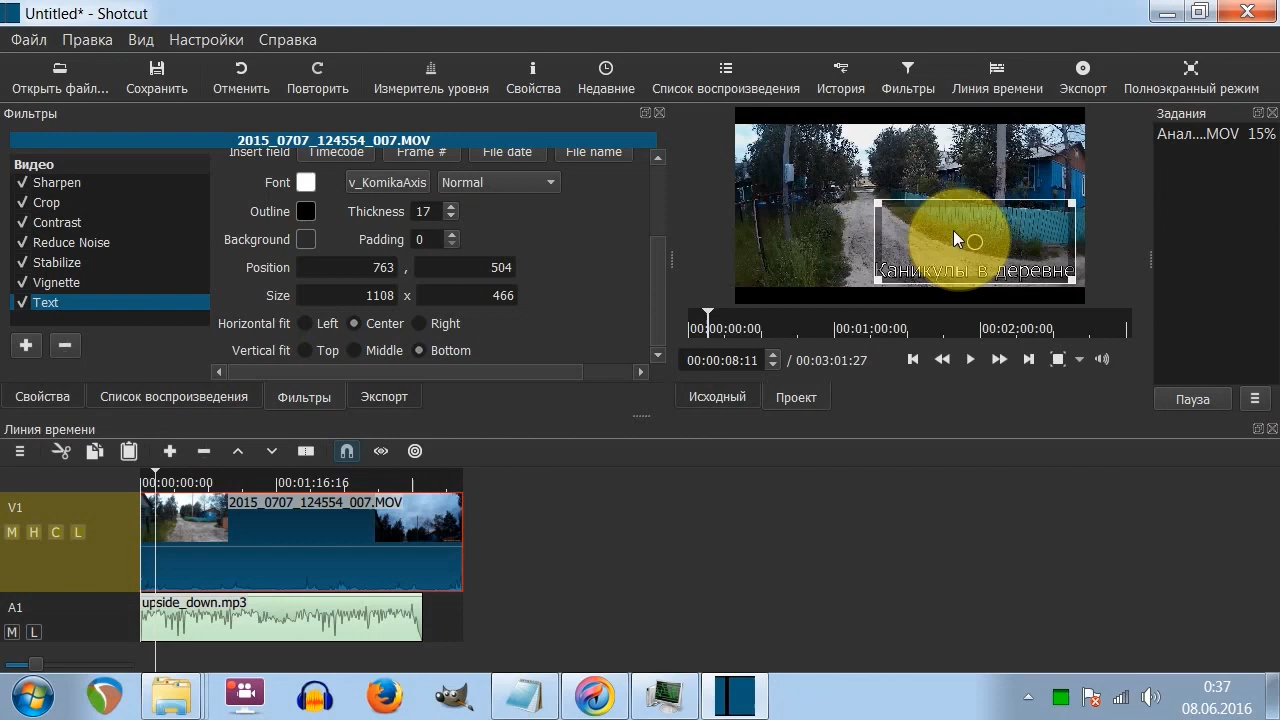 Untitled* - Shotcut
Файл Правка Вид Настройки Справка
Открыть файл... Сохранить Отменить Повторить Измеритель уровня Свойства Недавние Список воспроизведения История Фильтры Линия времени Экспорт Полноэкранный режим
Фильтры
2015_0707_124554_007.MOV
Видео
Sharpen
Crop
Contrast
Reduce Noise
Stabilize
Vignette
Text
Insert field Timecode Frame # File date File name
Font v_KomikaAxis Normal
Outline Thickness 17
Background Padding 0
Position 763 , 504
Size 1108 x 466
Horizontal fit Left Center Right
Vertical fit Top Middle Bottom
Свойства Список воспроизведения Фильтры Экспорт
Каникулы в деревне
00:00:00:00 00:01:00:00 00:02:00:00
00:00:08:11 / 00:03:01:27
Исходный Проект
Задания
Анал....MOV 15%
Пауза
Линия времени
00:00:00:00 00:01:16:16
V1
2015_0707_124554_007.MOV
M H C L
A1
upside_down.mp3
M L
0:37
08.06.2016